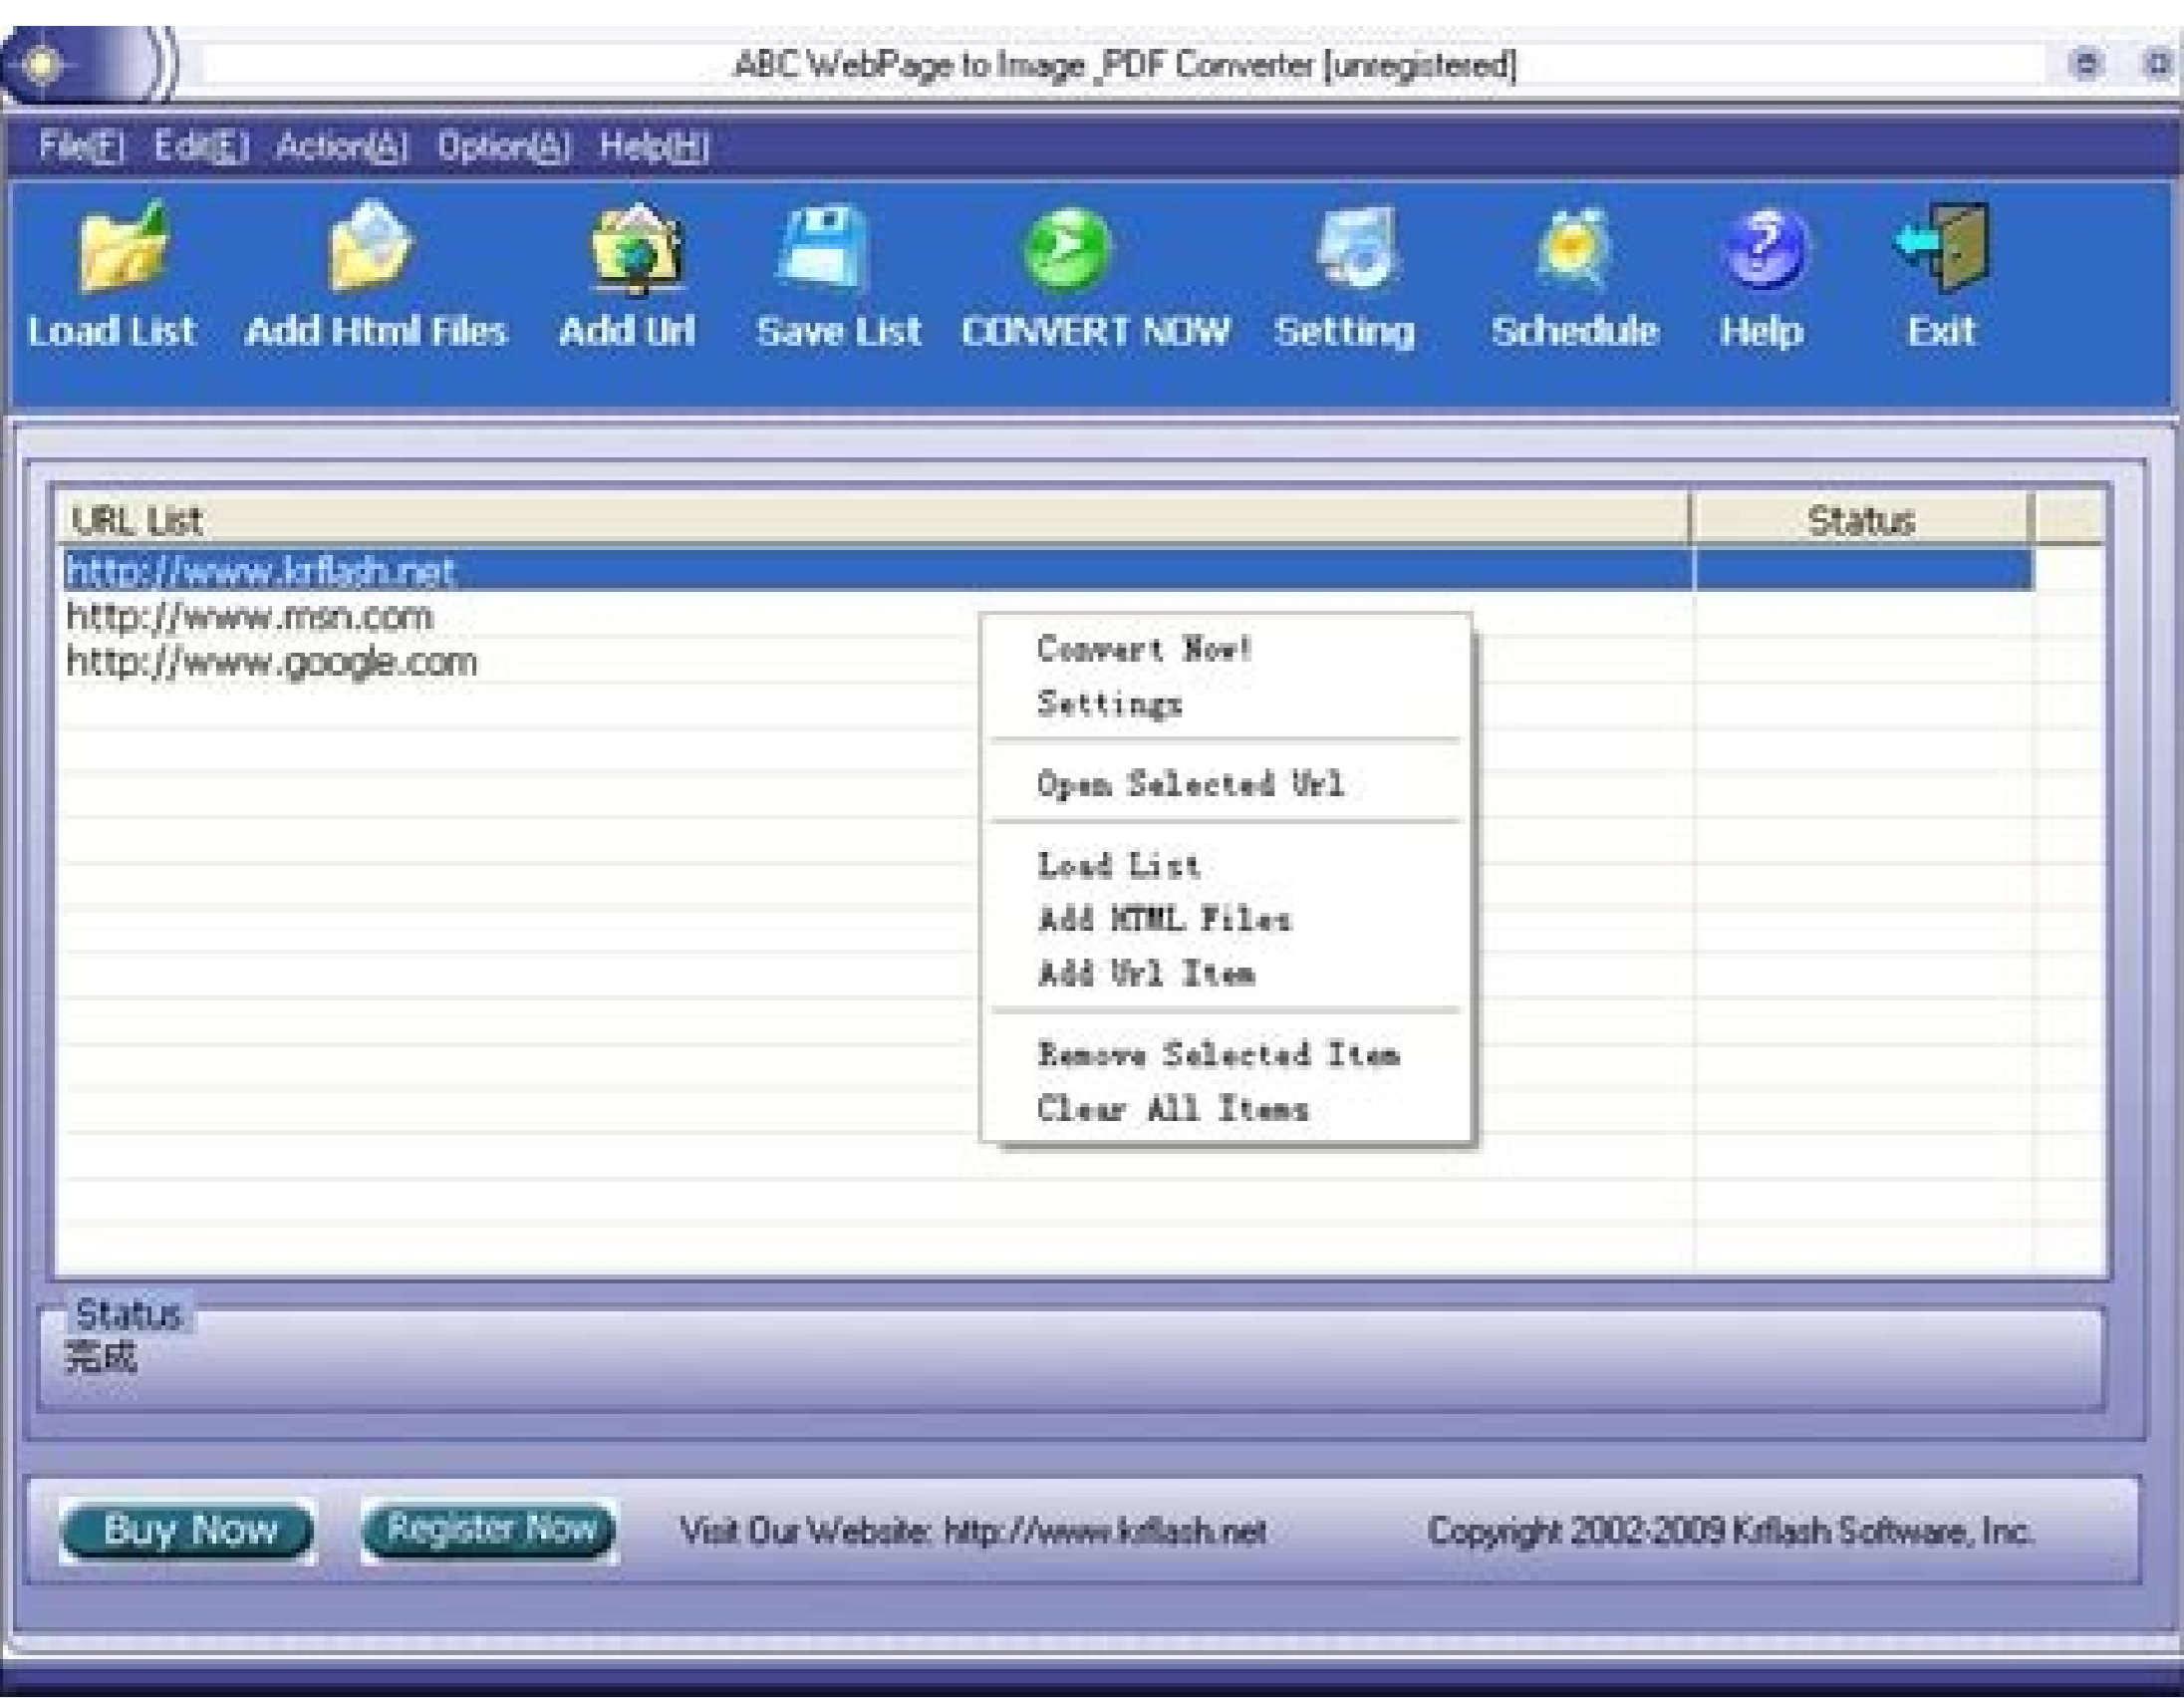 ABC WebPage to Image ,PDF Converter [unregistered]
File(F) Edit(E) Action(A) Option(A) Help(H)
Load List Add Html Files Add Url Save List CONVERT NOW Setting Schedule Help Exit
URL List Status
http://www.krflash.net
http://www.msn.com
http://www.google.com
Convert Now!
Settings
Open Selected Url
Load List
Add HTML Files
Add Url Item
Remove Selected Item
Clear All Items
Status
完成
Buy Now Register Now Visit Our Website: http://www.krflash.net Copyright 2002-2009 Krflash Software, Inc.